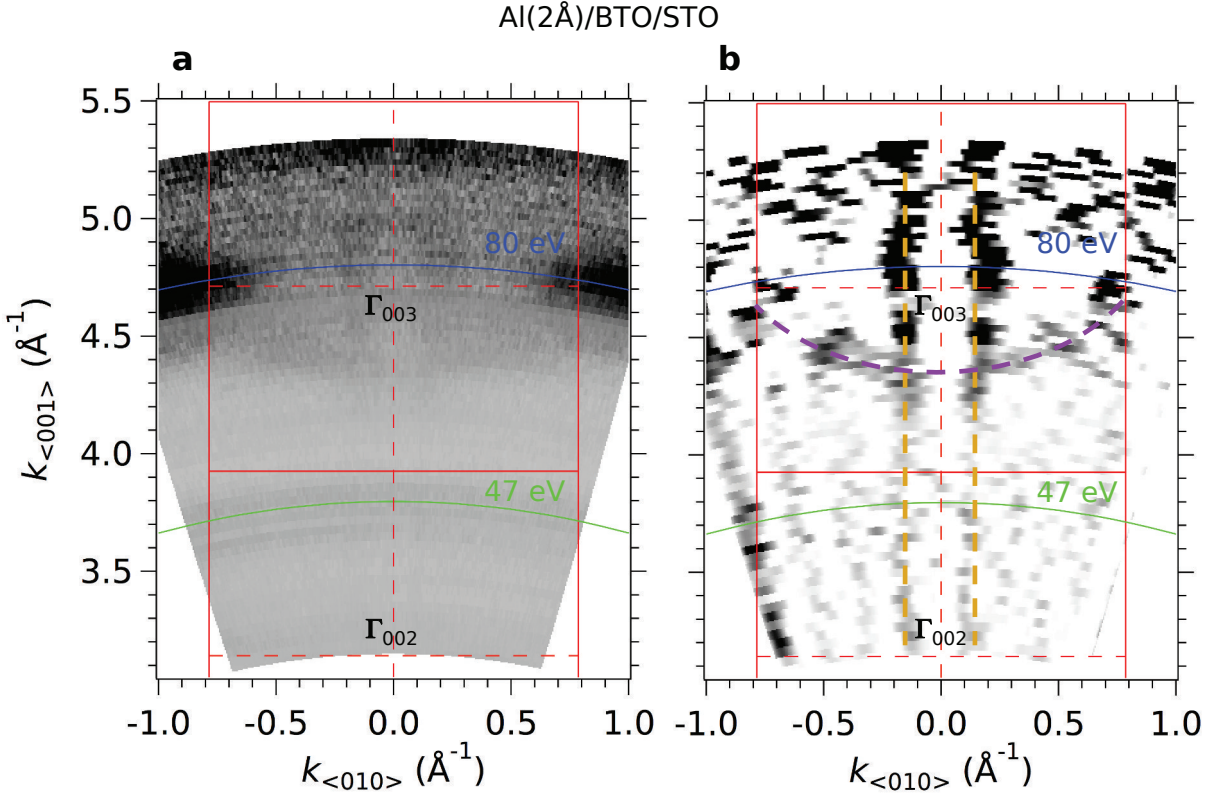 Al(2Å)/BTO/STO
a
b
5.5
5.0
4.5
4.0
3.5
k<001> (Å⁻¹)
80 eV
Γ003
47 eV
Γ002
80 eV
Γ003
47 eV
Γ002
-1.0 -0.5 0.0 0.5 1.0
-1.0 -0.5 0.0 0.5 1.0
k<010> (Å⁻¹)
k<010> (Å⁻¹)